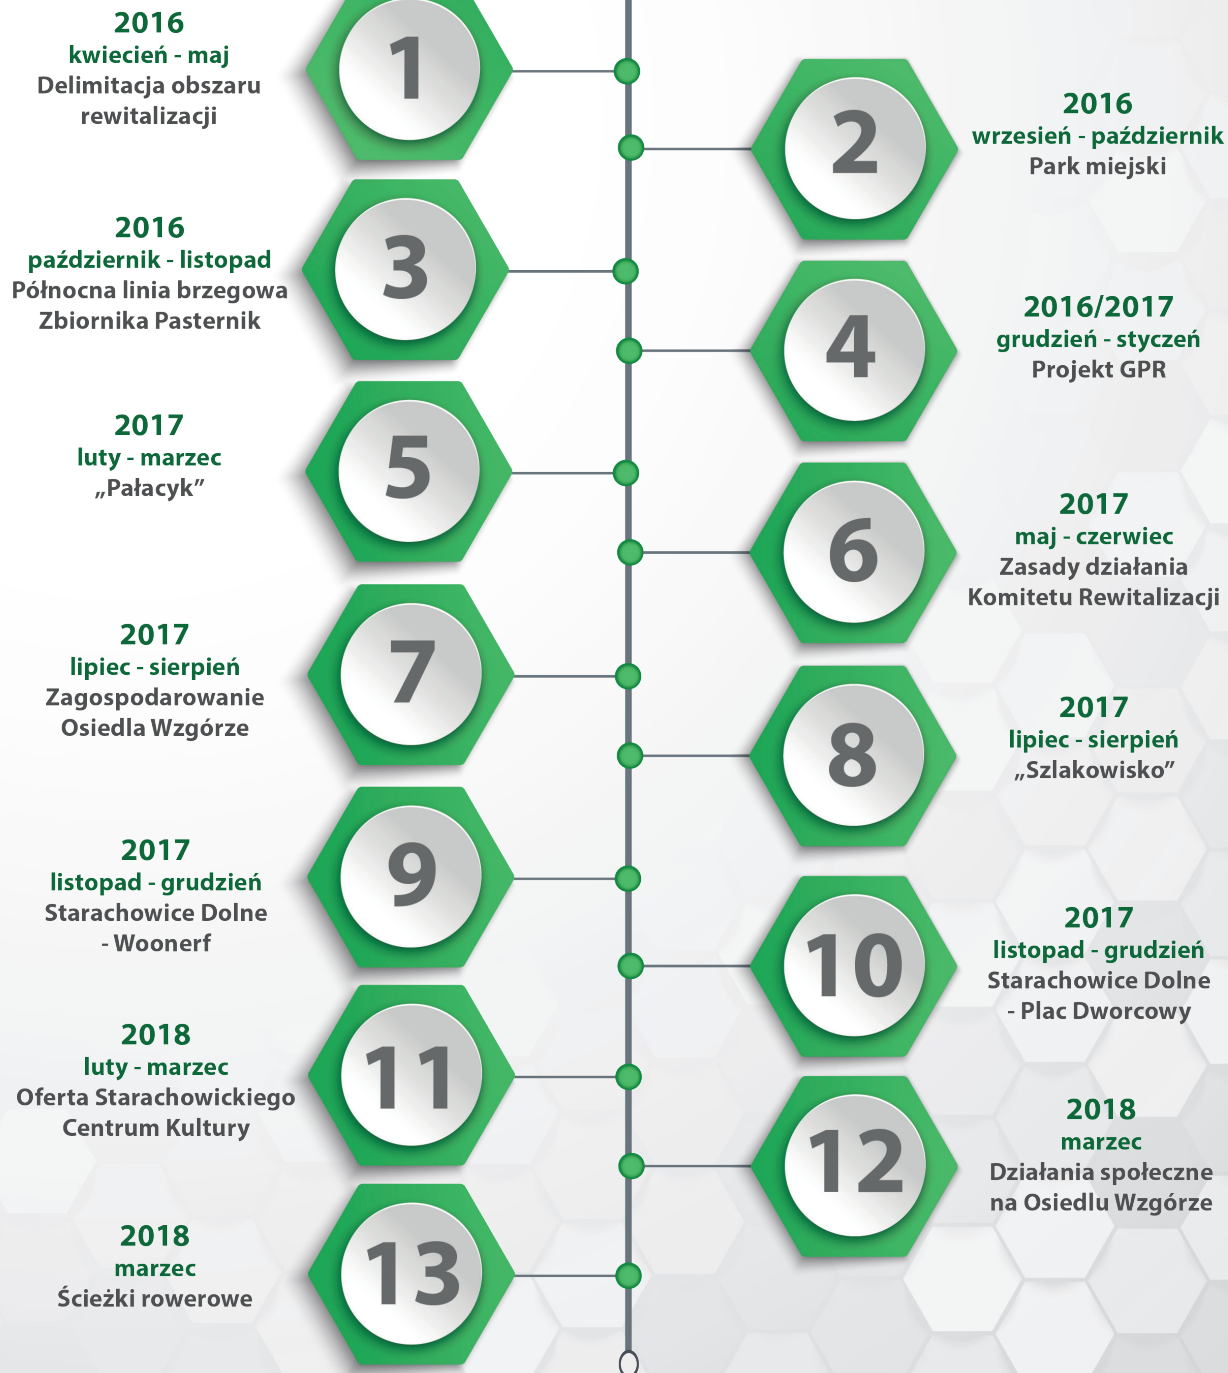 2016
kwiecień - maj
Delimitacja obszaru
rewitalizacji
1
2
2016
wrzesień - październik
Park miejski
2016
październik - listopad
Północna linia brzegowa
Zbiornika Pasternik
3
4
2016/2017
grudzień - styczeń
Projekt GPR
2017
luty - marzec
„Pałacyk”
5
6
2017
maj - czerwiec
Zasady działania
Komitetu Rewitalizacji
2017
lipiec - sierpień
Zagospodarowanie
Osiedla Wzgórze
7
8
2017
lipiec - sierpień
„Szlakowisko”
2017
listopad - grudzień
Starachowice Dolne
- Woonerf
9
10
2017
listopad - grudzień
Starachowice Dolne
- Plac Dworcowy
2018
luty - marzec
Oferta Starachowickiego
Centrum Kultury
11
12
2018
marzec
Działania społeczne
na Osiedlu Wzgórze
2018
marzec
Ścieżki rowerowe
13